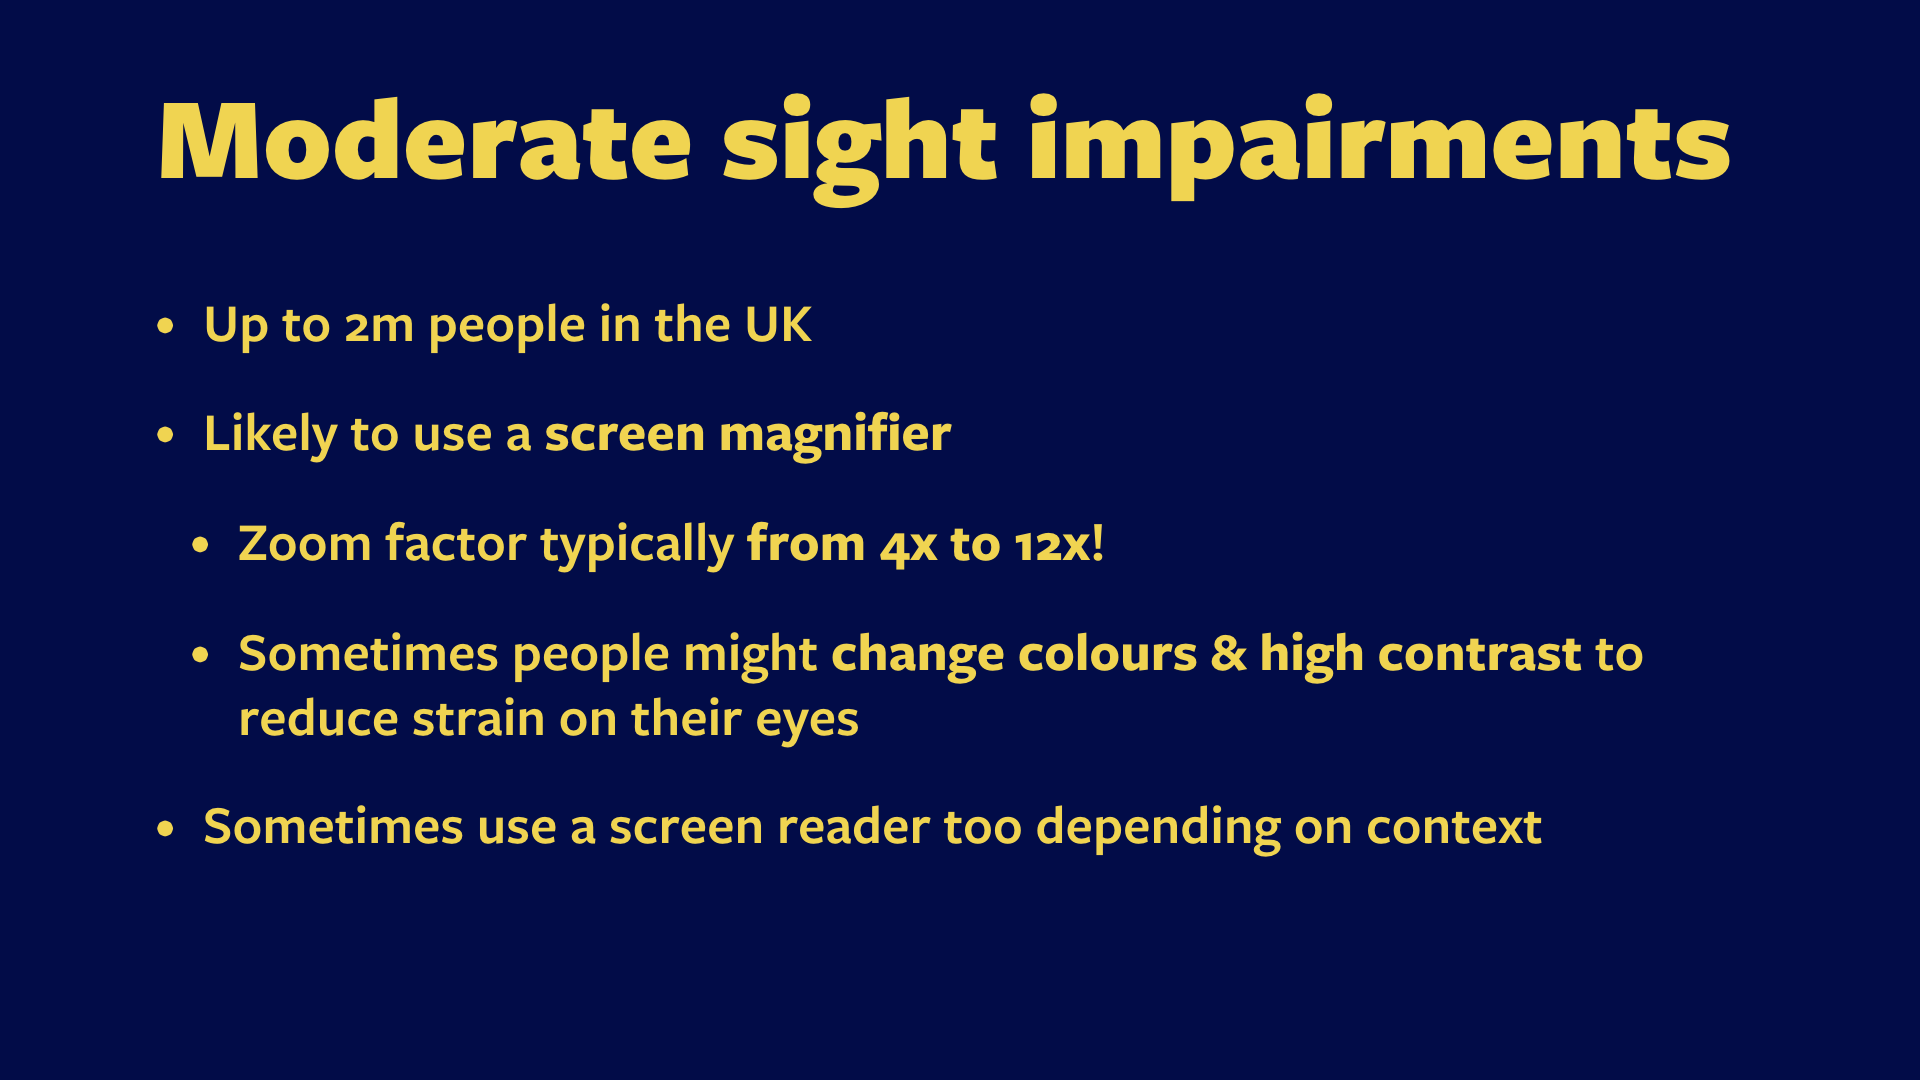 Moderate sight impairments
• Up to 2m people in the UK
• Likely to use a screen magnifier
• Zoom factor typically from 4x to 12x!
• Sometimes people might change colours & high contrast to
reduce strain on their eyes
• Sometimes use a screen reader too depending on context